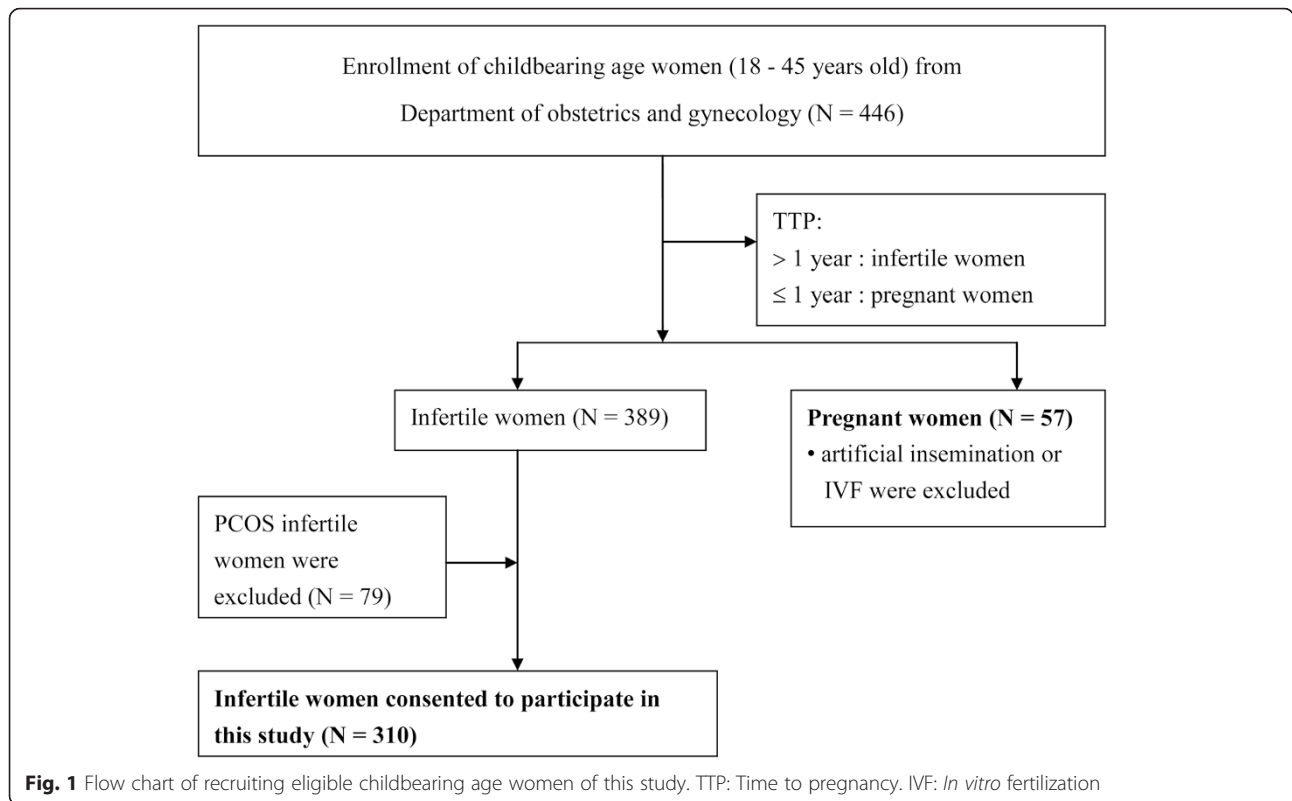 Enrollment of childbearing age women (18 - 45 years old) from
Department of obstetrics and gynecology (N = 446)
TTP:
> 1 year : infertile women
≤ 1 year : pregnant women
Infertile women (N = 389)
Pregnant women (N = 57)
• artificial insemination or
IVF were excluded
PCOS infertile
women were
excluded (N = 79)
Infertile women consented to participate in
this study (N = 310)
Fig. 1 Flow chart of recruiting eligible childbearing age women of this study. TTP: Time to pregnancy. IVF: In vitro fertilization